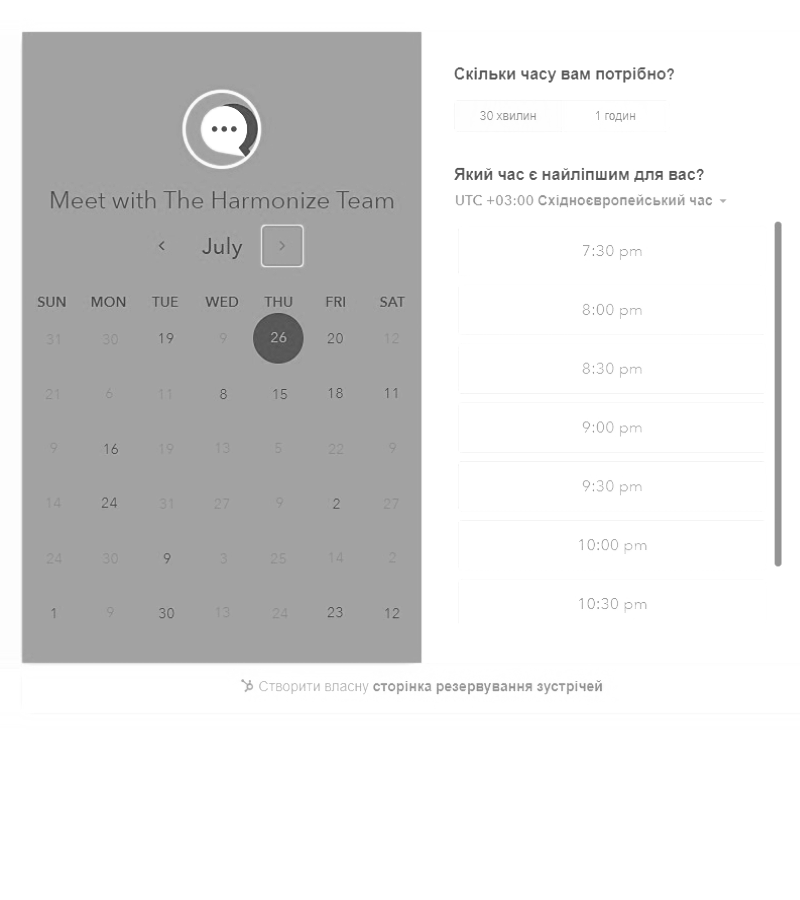 Meet with The Harmonize Team
July
SUN MON TUE WED THU FRI SAT
31 30 19 9 26 20 12
21 6 11 8 15 18 11
9 16 19 13 5 22 9
14 24 31 27 9 2 27
24 30 9 3 25 14 2
1 9 30 13 24 23 12
Скільки часу вам потрібно?
30 хвилин 1 годин
Який час є найліпшим для вас?
UTC +03:00 Східноєвропейський час
7:30 pm
8:00 pm
8:30 pm
9:00 pm
9:30 pm
10:00 pm
10:30 pm
Створити власну сторінка резервування зустрічей